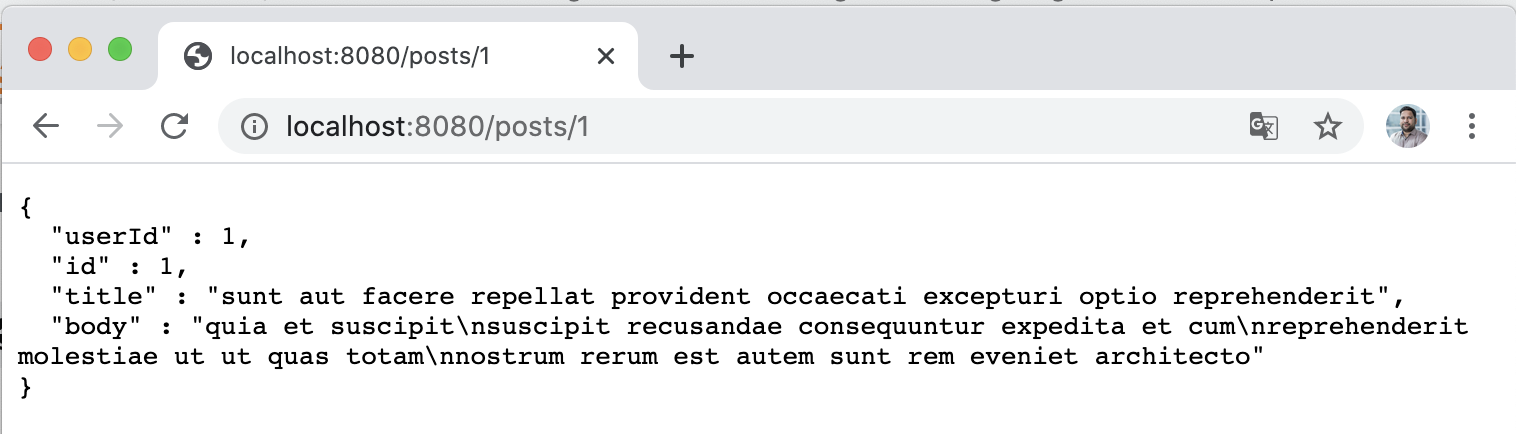 localhost:8080/posts/1
localhost:8080/posts/1
{
  "userId" : 1,
  "id" : 1,
  "title" : "sunt aut facere repellat provident occaecati excepturi optio reprehenderit",
  "body" : "quia et suscipit\nsuscipit recusandae consequuntur expedita et cum\nreprehenderit
molestiae ut ut quas totam\nnostrum rerum est autem sunt rem eveniet architecto"
}